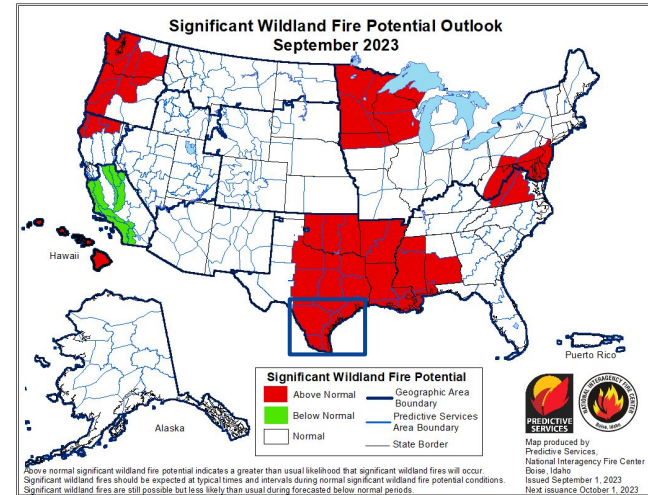 Significant Wildland Fire Potential Outlook
September 2023
Hawaii
Alaska
Puerto Rico
Significant Wildland Fire Potential
Above Normal
Below Normal
Normal
Geographic Area
Boundary
Predictive Services
Area Boundary
State Border
PREDICTIVE
SERVICES
NATIONAL INTERAGENCY FIRE CENTER
Boise, Idaho
Map produced by
Predictive Services,
National Interagency Fire Center
Boise, Idaho
Issued September 1, 2023
Next issuance October 1, 2023
Above normal significant wildland fire potential indicates a greater than usual likelihood that significant wildland fires will occur.
Significant wildland fires should be expected at typical times and intervals during normal significant wildland fire potential conditions.
Significant wildland fires are still possible but less likely than usual during forecasted below normal periods.